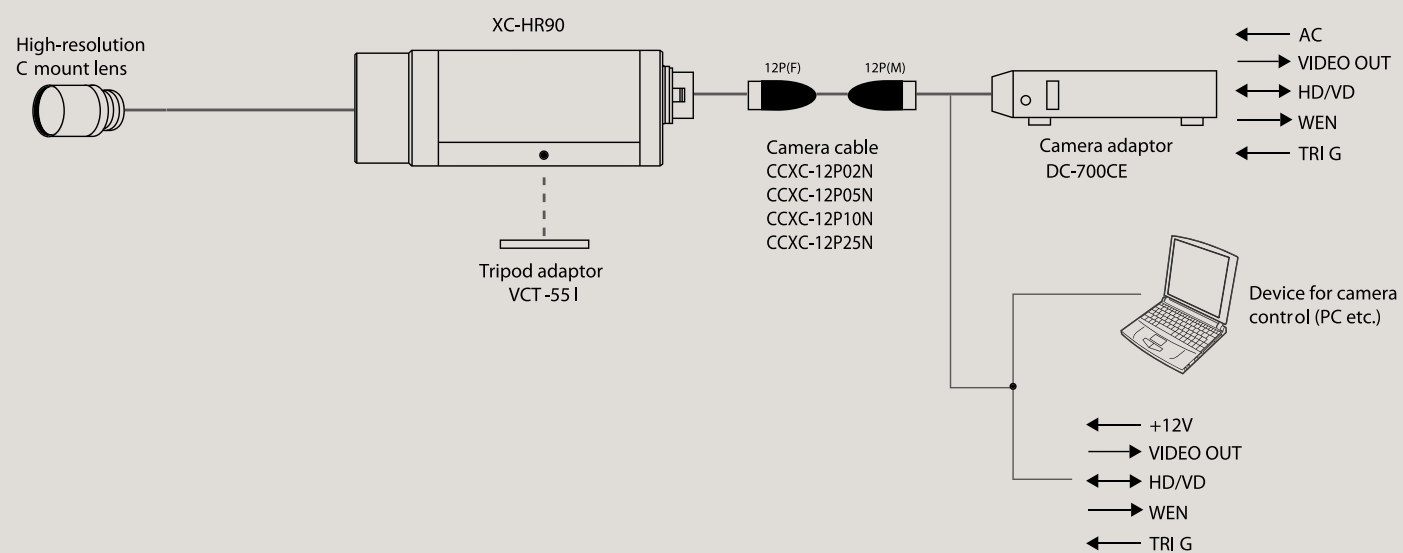 XC-HR90
High-resolution
C mount lens
12P(F)
12P(M)
AC
VIDEO OUT
HD/VD
WEN
TRI G
Camera cable
CCXC-12P02N
CCXC-12P05N
CCXC-12P10N
CCXC-12P25N
Camera adaptor
DC-700CE
Tripod adaptor
VCT -55 I
Device for camera
control (PC etc.)
+12V
VIDEO OUT
HD/VD
WEN
TRI G